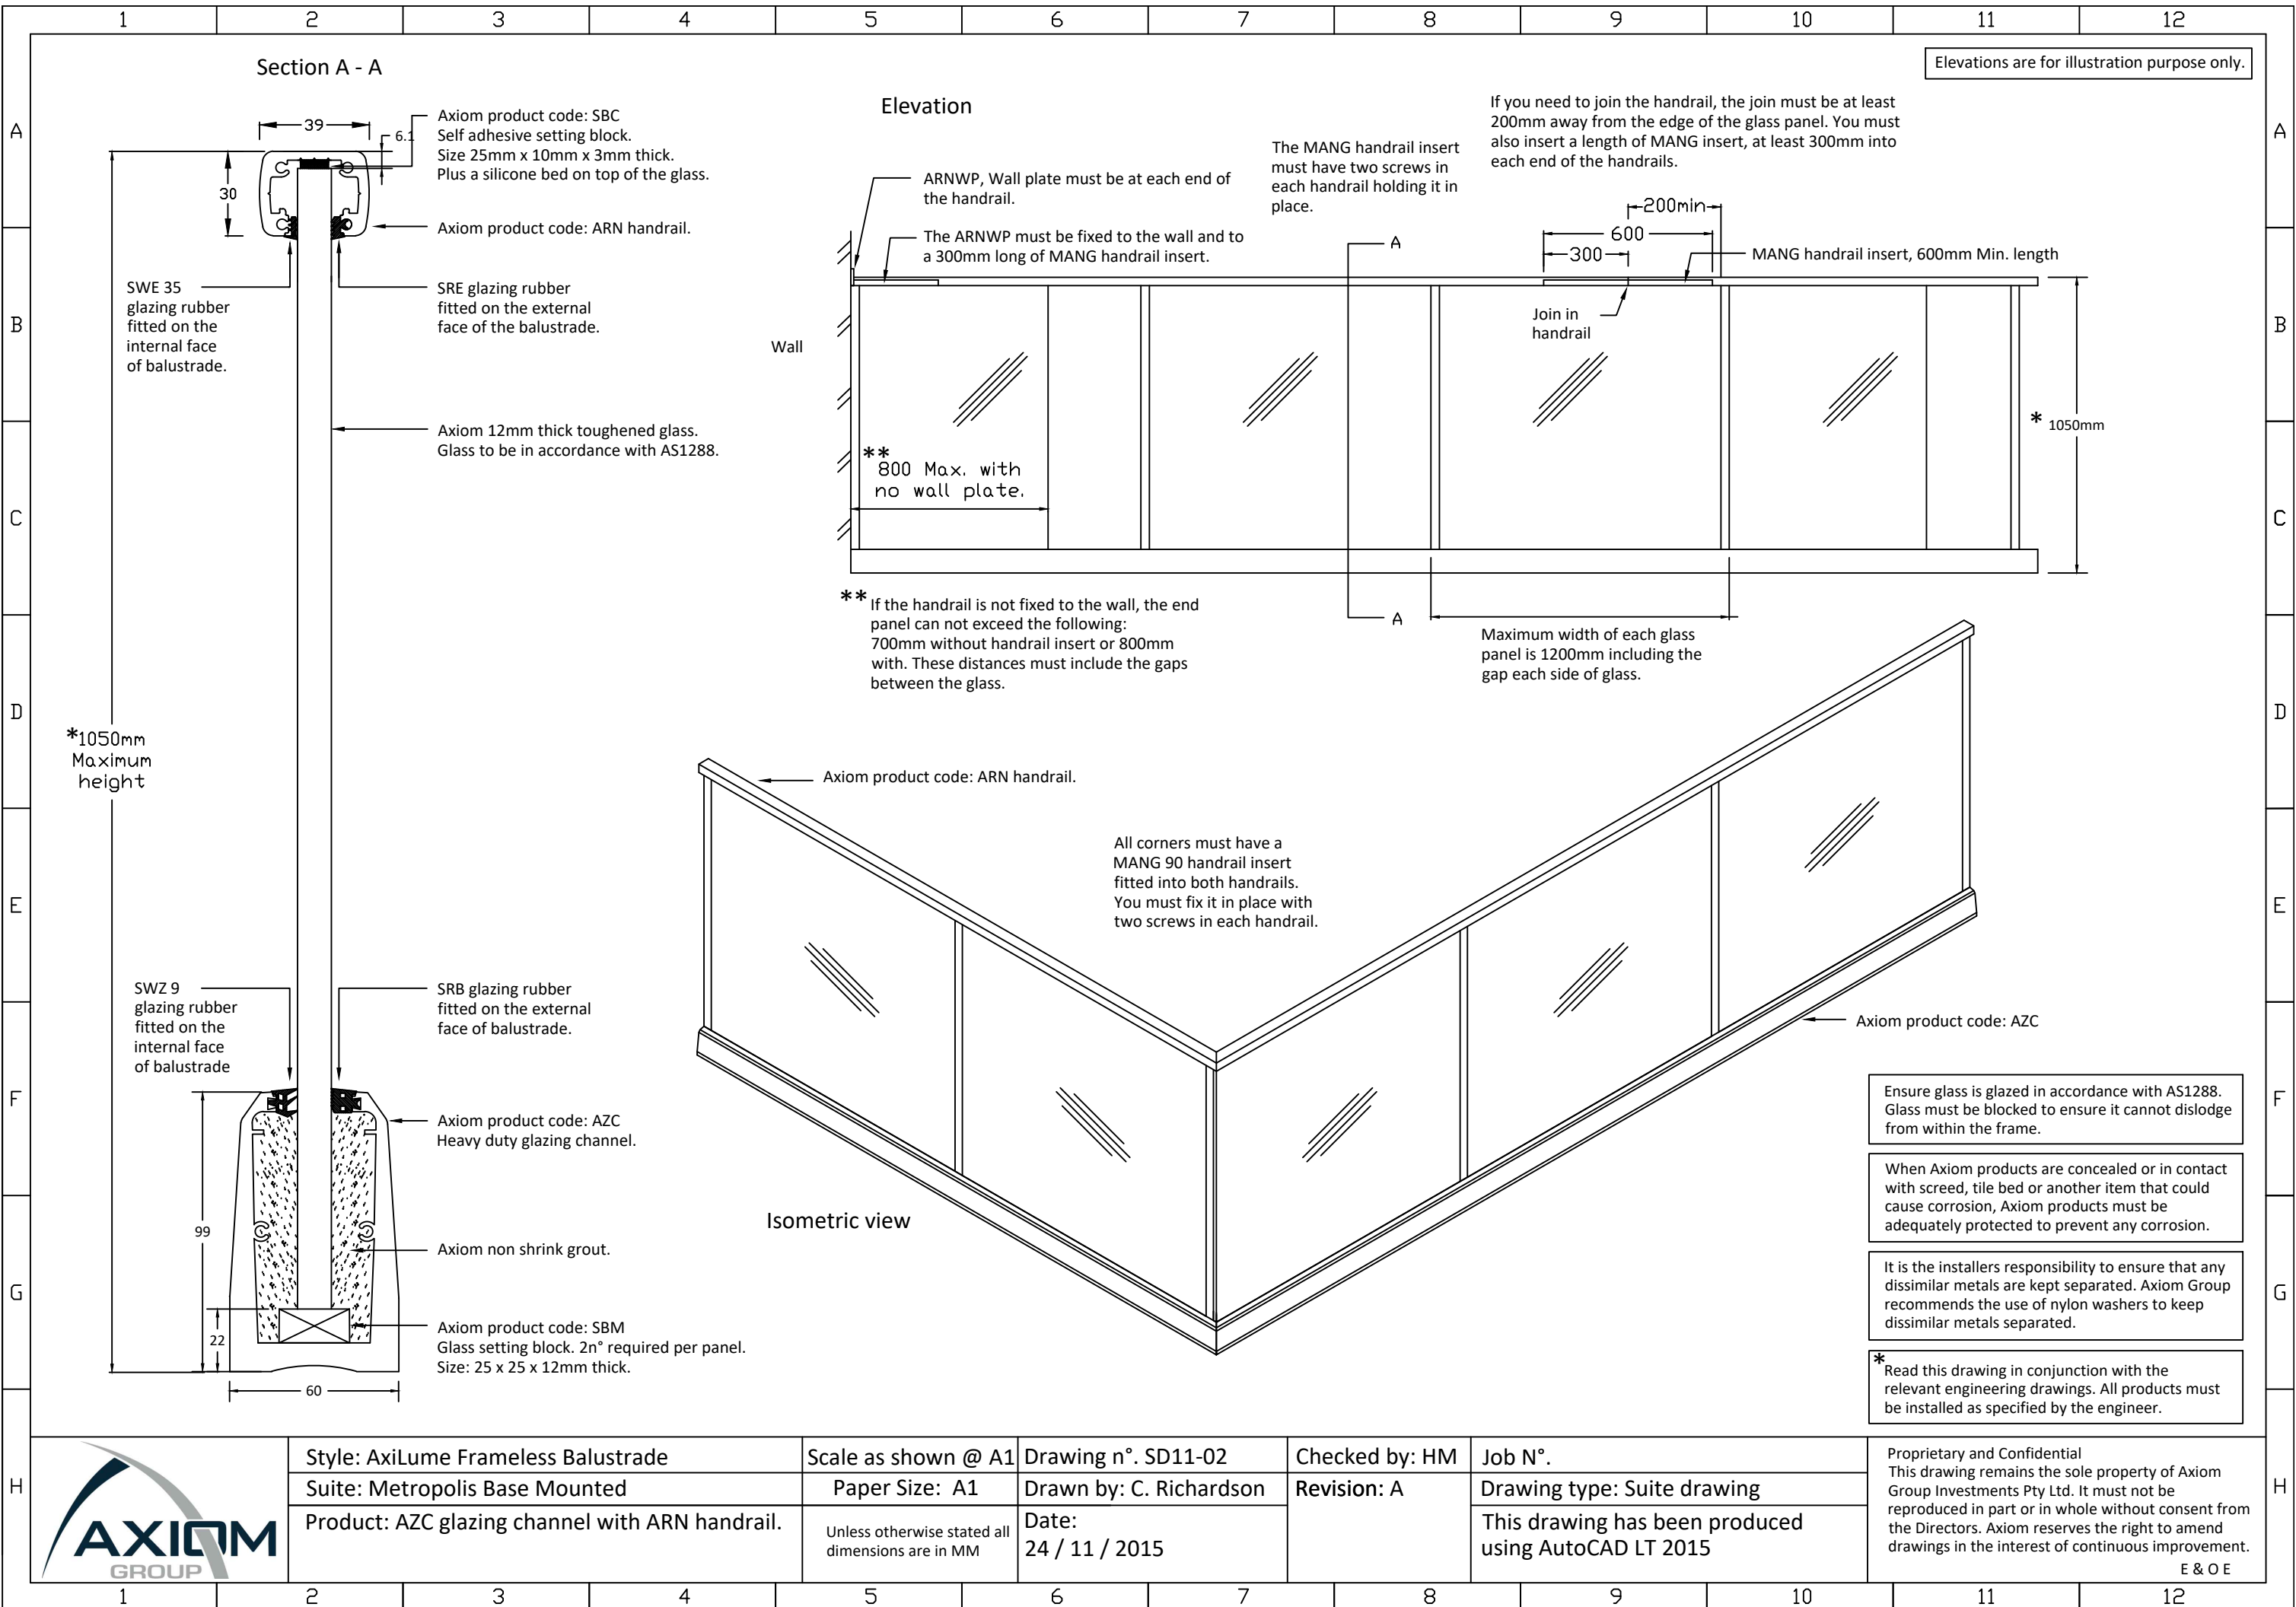 1 2 3 4 5 6 7 8 9 10 11 12
A
B
C
D
E
F
G
H
Section A - A
39
6.1
30
Axiom product code: SBC
Self adhesive setting block.
Size 25mm x 10mm x 3mm thick.
Plus a silicone bed on top of the glass.
Axiom product code: ARN handrail.
SWE 35
glazing rubber
fitted on the
internal face
of balustrade.
SRE glazing rubber
fitted on the external
face of the balustrade.
Axiom 12mm thick toughened glass.
Glass to be in accordance with AS1288.
*1050mm
Maximum
height
SWZ 9
glazing rubber
fitted on the
internal face
of balustrade
SRB glazing rubber
fitted on the external
face of balustrade.
Axiom product code: AZC
Heavy duty glazing channel.
99
Axiom non shrink grout.
22
Axiom product code: SBM
Glass setting block. 2n° required per panel.
Size: 25 x 25 x 12mm thick.
60
Elevation
Elevations are for illustration purpose only.
ARNWP, Wall plate must be at each end of
the handrail.
The ARNWP must be fixed to the wall and to
a 300mm long of MANG handrail insert.
The MANG handrail insert
must have two screws in
each handrail holding it in
place.
If you need to join the handrail, the join must be at least
200mm away from the edge of the glass panel. You must
also insert a length of MANG insert, at least 300mm into
each end of the handrails.
200min
600
300
MANG handrail insert, 600mm Min. length
A
Join in
handrail
Wall
* 1050mm
**
800 Max. with
no wall plate.
A
** If the handrail is not fixed to the wall, the end
panel can not exceed the following:
700mm without handrail insert or 800mm
with. These distances must include the gaps
between the glass.
Maximum width of each glass
panel is 1200mm including the
gap each side of glass.
Axiom product code: ARN handrail.
All corners must have a
MANG 90 handrail insert
fitted into both handrails.
You must fix it in place with
two screws in each handrail.
Axiom product code: AZC
Isometric view
Ensure glass is glazed in accordance with AS1288.
Glass must be blocked to ensure it cannot dislodge
from within the frame.
When Axiom products are concealed or in contact
with screed, tile bed or another item that could
cause corrosion, Axiom products must be
adequately protected to prevent any corrosion.
It is the installers responsibility to ensure that any
dissimilar metals are kept separated. Axiom Group
recommends the use of nylon washers to keep
dissimilar metals separated.
* Read this drawing in conjunction with the
relevant engineering drawings. All products must
be installed as specified by the engineer.
AXIOM
GROUP
Style: AxiLume Frameless Balustrade
Suite: Metropolis Base Mounted
Product: AZC glazing channel with ARN handrail.
Scale as shown @ A1
Paper Size: A1
Unless otherwise stated all
dimensions are in MM
Drawing n°. SD11-02
Drawn by: C. Richardson
Date:
24 / 11 / 2015
Checked by: HM
Revision: A
Job N°.
Drawing type: Suite drawing
This drawing has been produced
using AutoCAD LT 2015
Proprietary and Confidential
This drawing remains the sole property of Axiom
Group Investments Pty Ltd. It must not be
reproduced in part or in whole without consent from
the Directors. Axiom reserves the right to amend
drawings in the interest of continuous improvement.
E & O E
A
B
C
D
E
F
G
H
1 2 3 4 5 6 7 8 9 10 11 12